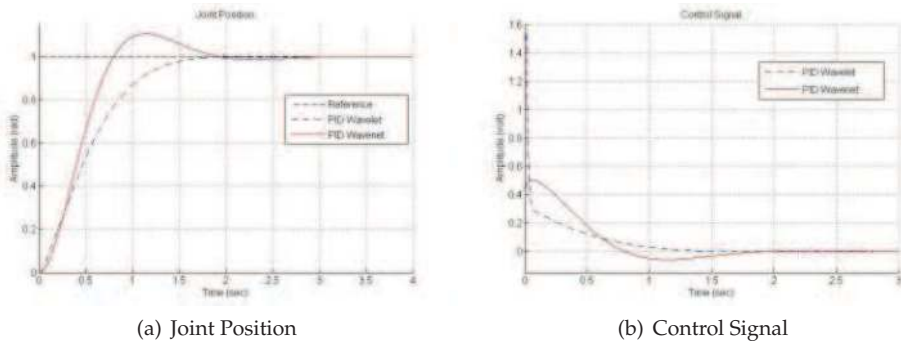 Joint Position
Amplitude (rad)
1
0.8
0.6
0.4
0.2
0
0 0.5 1 1.5 2 2.5 3 3.5 4
Time (sec)
Reference
PID Wavelet
PID Wavenet
(a) Joint Position
Control Signal
Amplitude (volt)
1.6
1.4
1.2
1
0.8
0.6
0.4
0.2
0
0 0.5 1 1.5 2 2.5 3
Time (sec)
PID Wavelet
PID Wavenet
(b) Control Signal